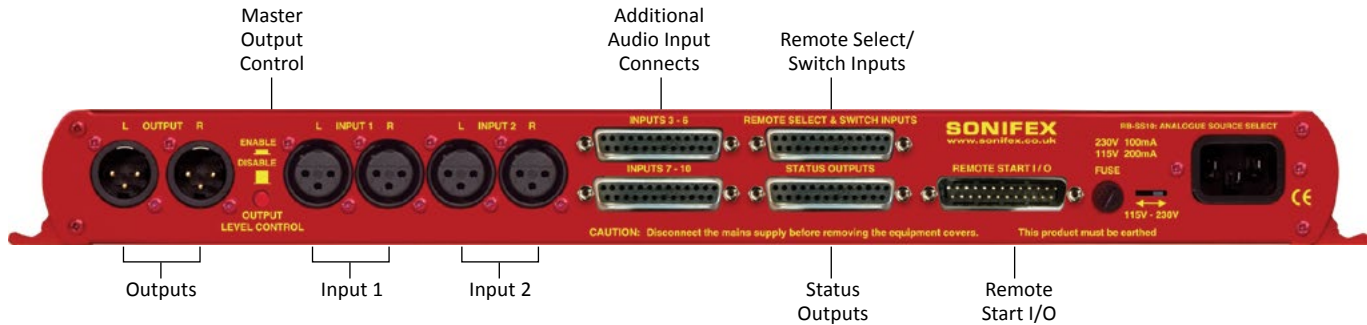 Master
Output
Control
Additional
Audio Input
Connects
Remote Select/
Switch Inputs
L OUTPUT R
ENABLE
DISABLE
OUTPUT
LEVEL CONTROL
L INPUT 1 R
L INPUT 2 R
INPUTS 3 - 6
INPUTS 7 - 10
REMOTE SELECT & SWITCH INPUTS
STATUS OUTPUTS
SONIFEX
www.sonifex.co.uk
REMOTE START I / O
RB-SS10: ANALOGUE SOURCE SELECT
230V 100mA
115V 200mA
FUSE
115V - 230V
CE
CAUTION: Disconnect the mains supply before removing the equipment covers.
This product must be earthed
Outputs
Input 1
Input 2
Status
Outputs
Remote
Start I/O